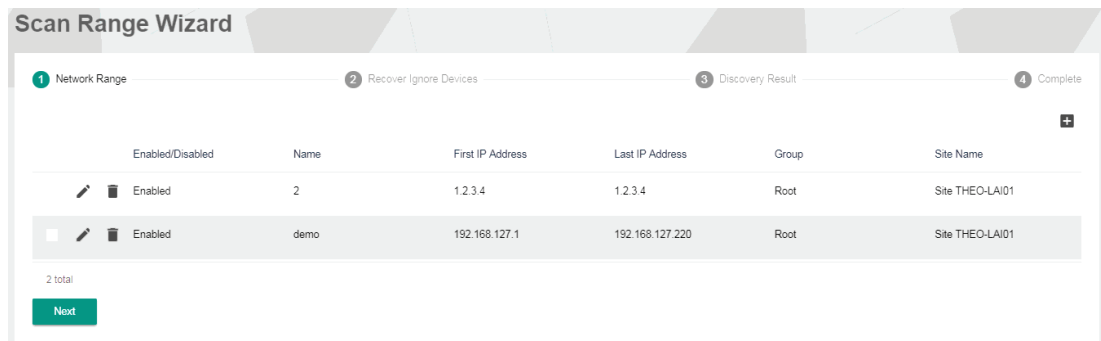 Scan Range Wizard
1 Network Range 2 Recover Ignore Devices 3 Discovery Result 4 Complete
Enabled/Disabled Name First IP Address Last IP Address Group Site Name
Enabled 2 1.2.3.4 1.2.3.4 Root Site THEO-LAI01
Enabled demo 192.168.127.1 192.168.127.220 Root Site THEO-LAI01
2 total
Next